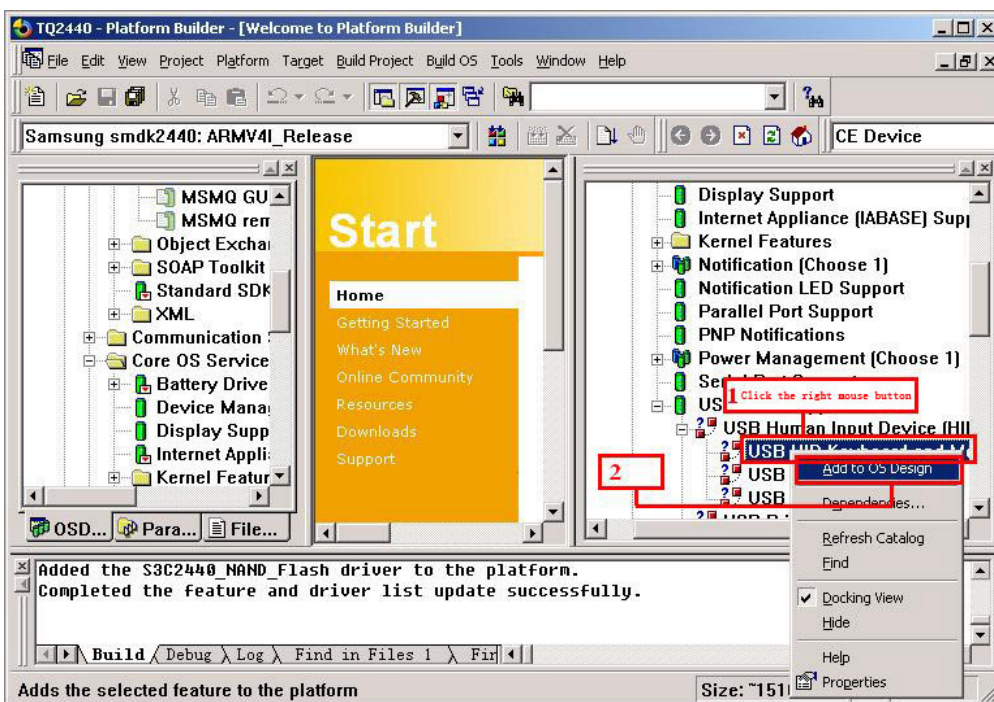 TQ2440 - Platform Builder - [Welcome to Platform Builder]
File Edit View Project Platform Target Build Project Build OS Tools Window Help
Samsung smdk2440: ARMV4I_Release
CE Device
MSMQ GU
MSMQ rem
Object Exchai
SOAP Toolkit
Standard SDK
XML
Communication
Core OS Service
Battery Drive
Device Mana
Display Supp
Internet Appli
Kernel Featur
OSD... Para... File...
Start
Home
Getting Started
What's New
Online Community
Resources
Downloads
Support
Display Support
Internet Appliance (IABASE) Supp
Kernel Features
Notification (Choose 1)
Notification LED Support
Parallel Port Support
PNP Notifications
Power Management (Choose 1)
1 Click the right mouse button
USB Human Input Device (HI
USB HID
USB
USB
2
Add to OS Design
Dependencies...
Refresh Catalog
Find
Docking View
Hide
Help
Properties
Added the S3C2440_NAND_Flash driver to the platform.
Completed the feature and driver list update successfully.
Build Debug Log Find in Files 1 Fin
Adds the selected feature to the platform
Size: ~151